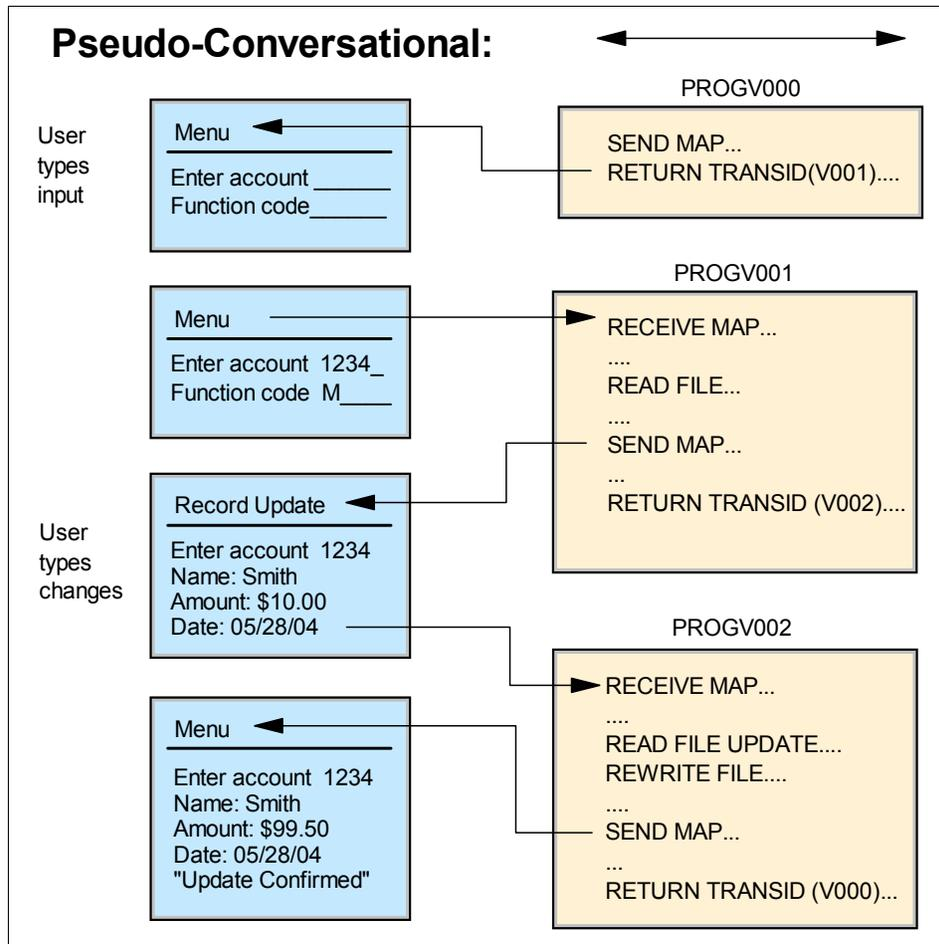 Pseudo-Conversational:
PROGV000
User
types
input
Menu
Enter account ______
Function code______
SEND MAP...
RETURN TRANSID(V001)....
PROGV001
Menu
Enter account 1234_
Function code M____
RECEIVE MAP...
....
READ FILE...
....
SEND MAP...
...
RETURN TRANSID (V002)....
User
types
changes
Record Update
Enter account 1234
Name: Smith
Amount: $10.00
Date: 05/28/04
PROGV002
RECEIVE MAP...
....
READ FILE UPDATE....
REWRITE FILE....
....
SEND MAP...
...
RETURN TRANSID (V000)...
Menu
Enter account 1234
Name: Smith
Amount: $99.50
Date: 05/28/04
"Update Confirmed"